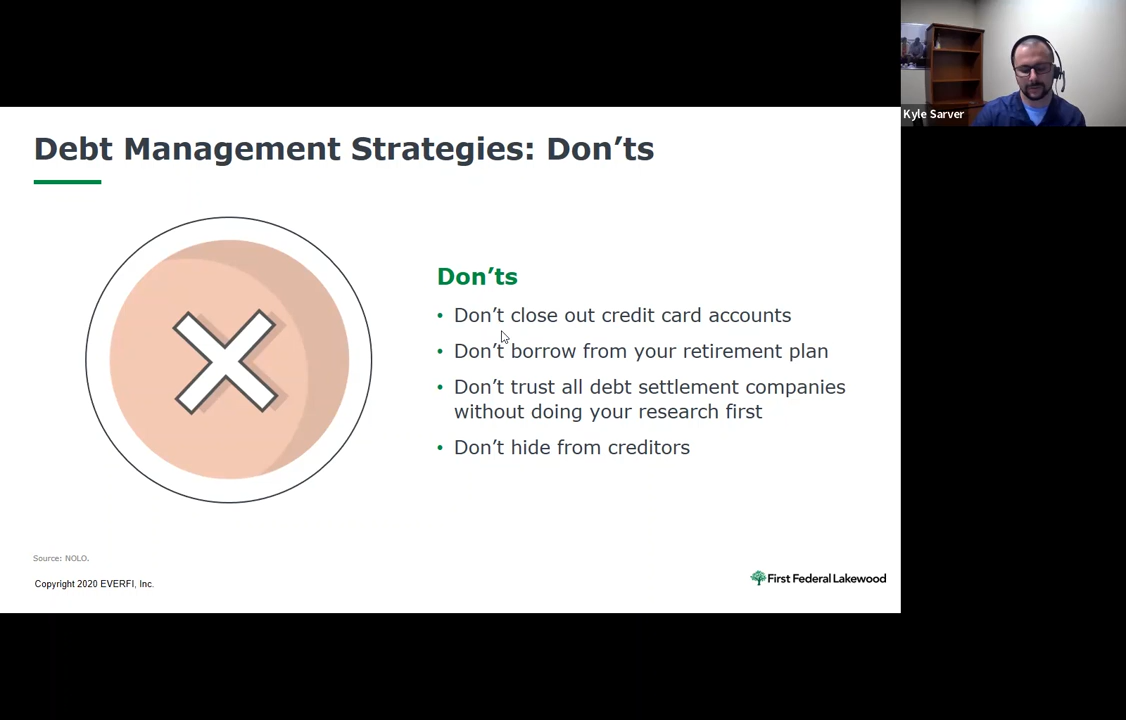 Kyle Sarver
Debt Management Strategies: Don’ts
Don’ts
• Don’t close out credit card accounts
• Don’t borrow from your retirement plan
• Don’t trust all debt settlement companies
without doing your research first
• Don’t hide from creditors
Source: NOLO.
Copyright 2020 EVERFI, Inc.
First Federal Lakewood